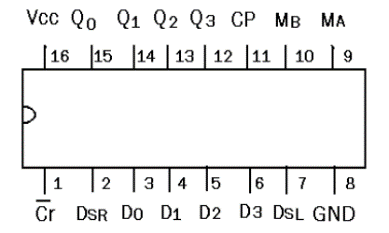 Vcc Q0 Q1 Q2 Q3 CP MB MA
16 15 14 13 12 11 10 9
1 2 3 4 5 6 7 8
C̅r DSR D0 D1 D2 D3 DSL GND